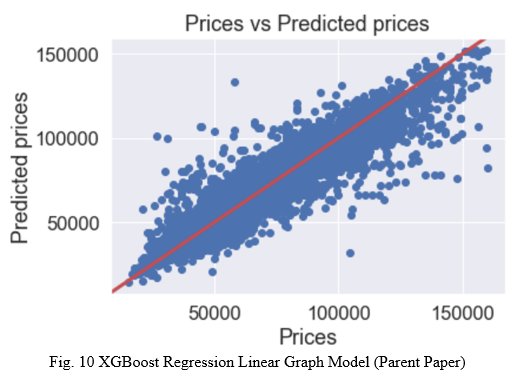 Prices vs Predicted prices
150000
100000
50000
Predicted prices
50000 100000 150000
Prices
Fig. 10 XGBoost Regression Linear Graph Model (Parent Paper)